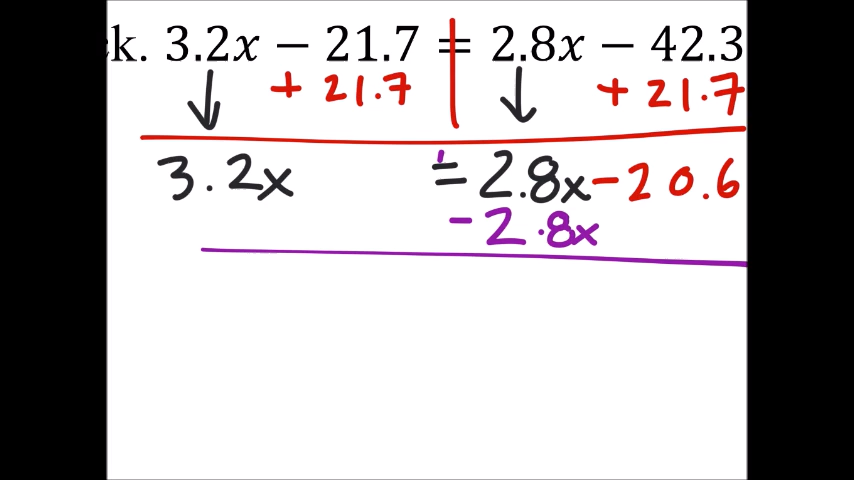 ck. 3.2x − 21.7 = 2.8x − 42.3
+ 21.7 + 21.7
3.2x = 2.8x - 20.6
- 2.8x